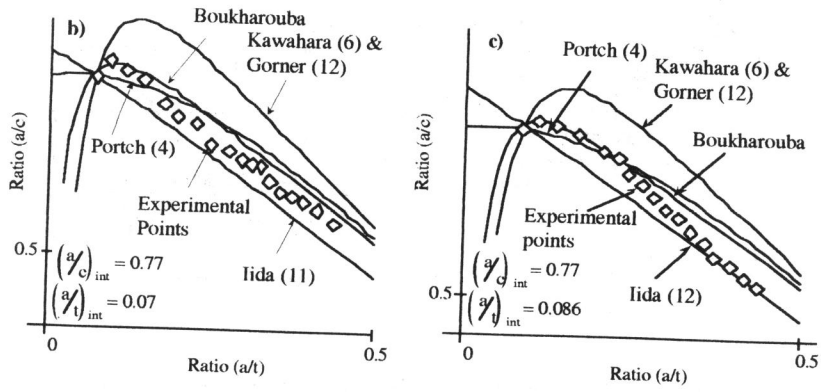 b)
Boukharouba
Kawahara (6) &
Gorner (12)
Ratio (a/c)
Portch (4)
Experimental
Points
Iida (11)
0.5
(a/c) int = 0.77
(a/t) int = 0.07
0
0.5
Ratio (a/t)
c)
Portch (4)
Kawahara (6) &
Gorner (12)
Boukharouba
Ratio (a/c)
Experimental
points
Iida (12)
(a/c) int = 0.77
0.5
(a/t) int = 0.086
0
0.5
Ratio (a/t)